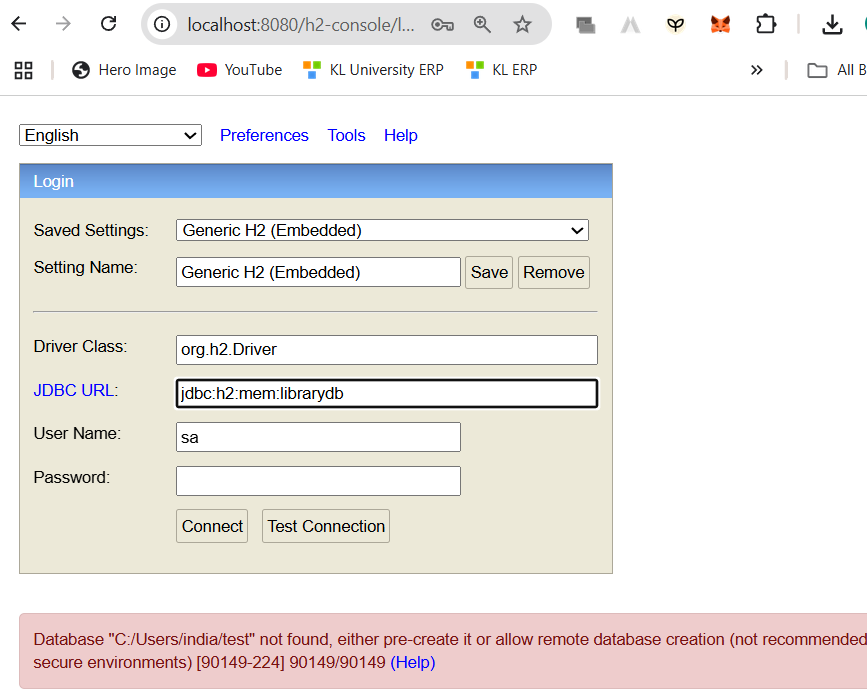 localhost:8080/h2-console/l...
Hero Image YouTube KL University ERP KL ERP » All B
English Preferences Tools Help
Login
Saved Settings: Generic H2 (Embedded)
Setting Name: Generic H2 (Embedded) Save Remove
Driver Class: org.h2.Driver
JDBC URL: jdbc:h2:mem:librarydb
User Name: sa
Password:
Connect Test Connection
Database "C:/Users/india/test" not found, either pre-create it or allow remote database creation (not recommended
secure environments) [90149-224] 90149/90149 (Help)